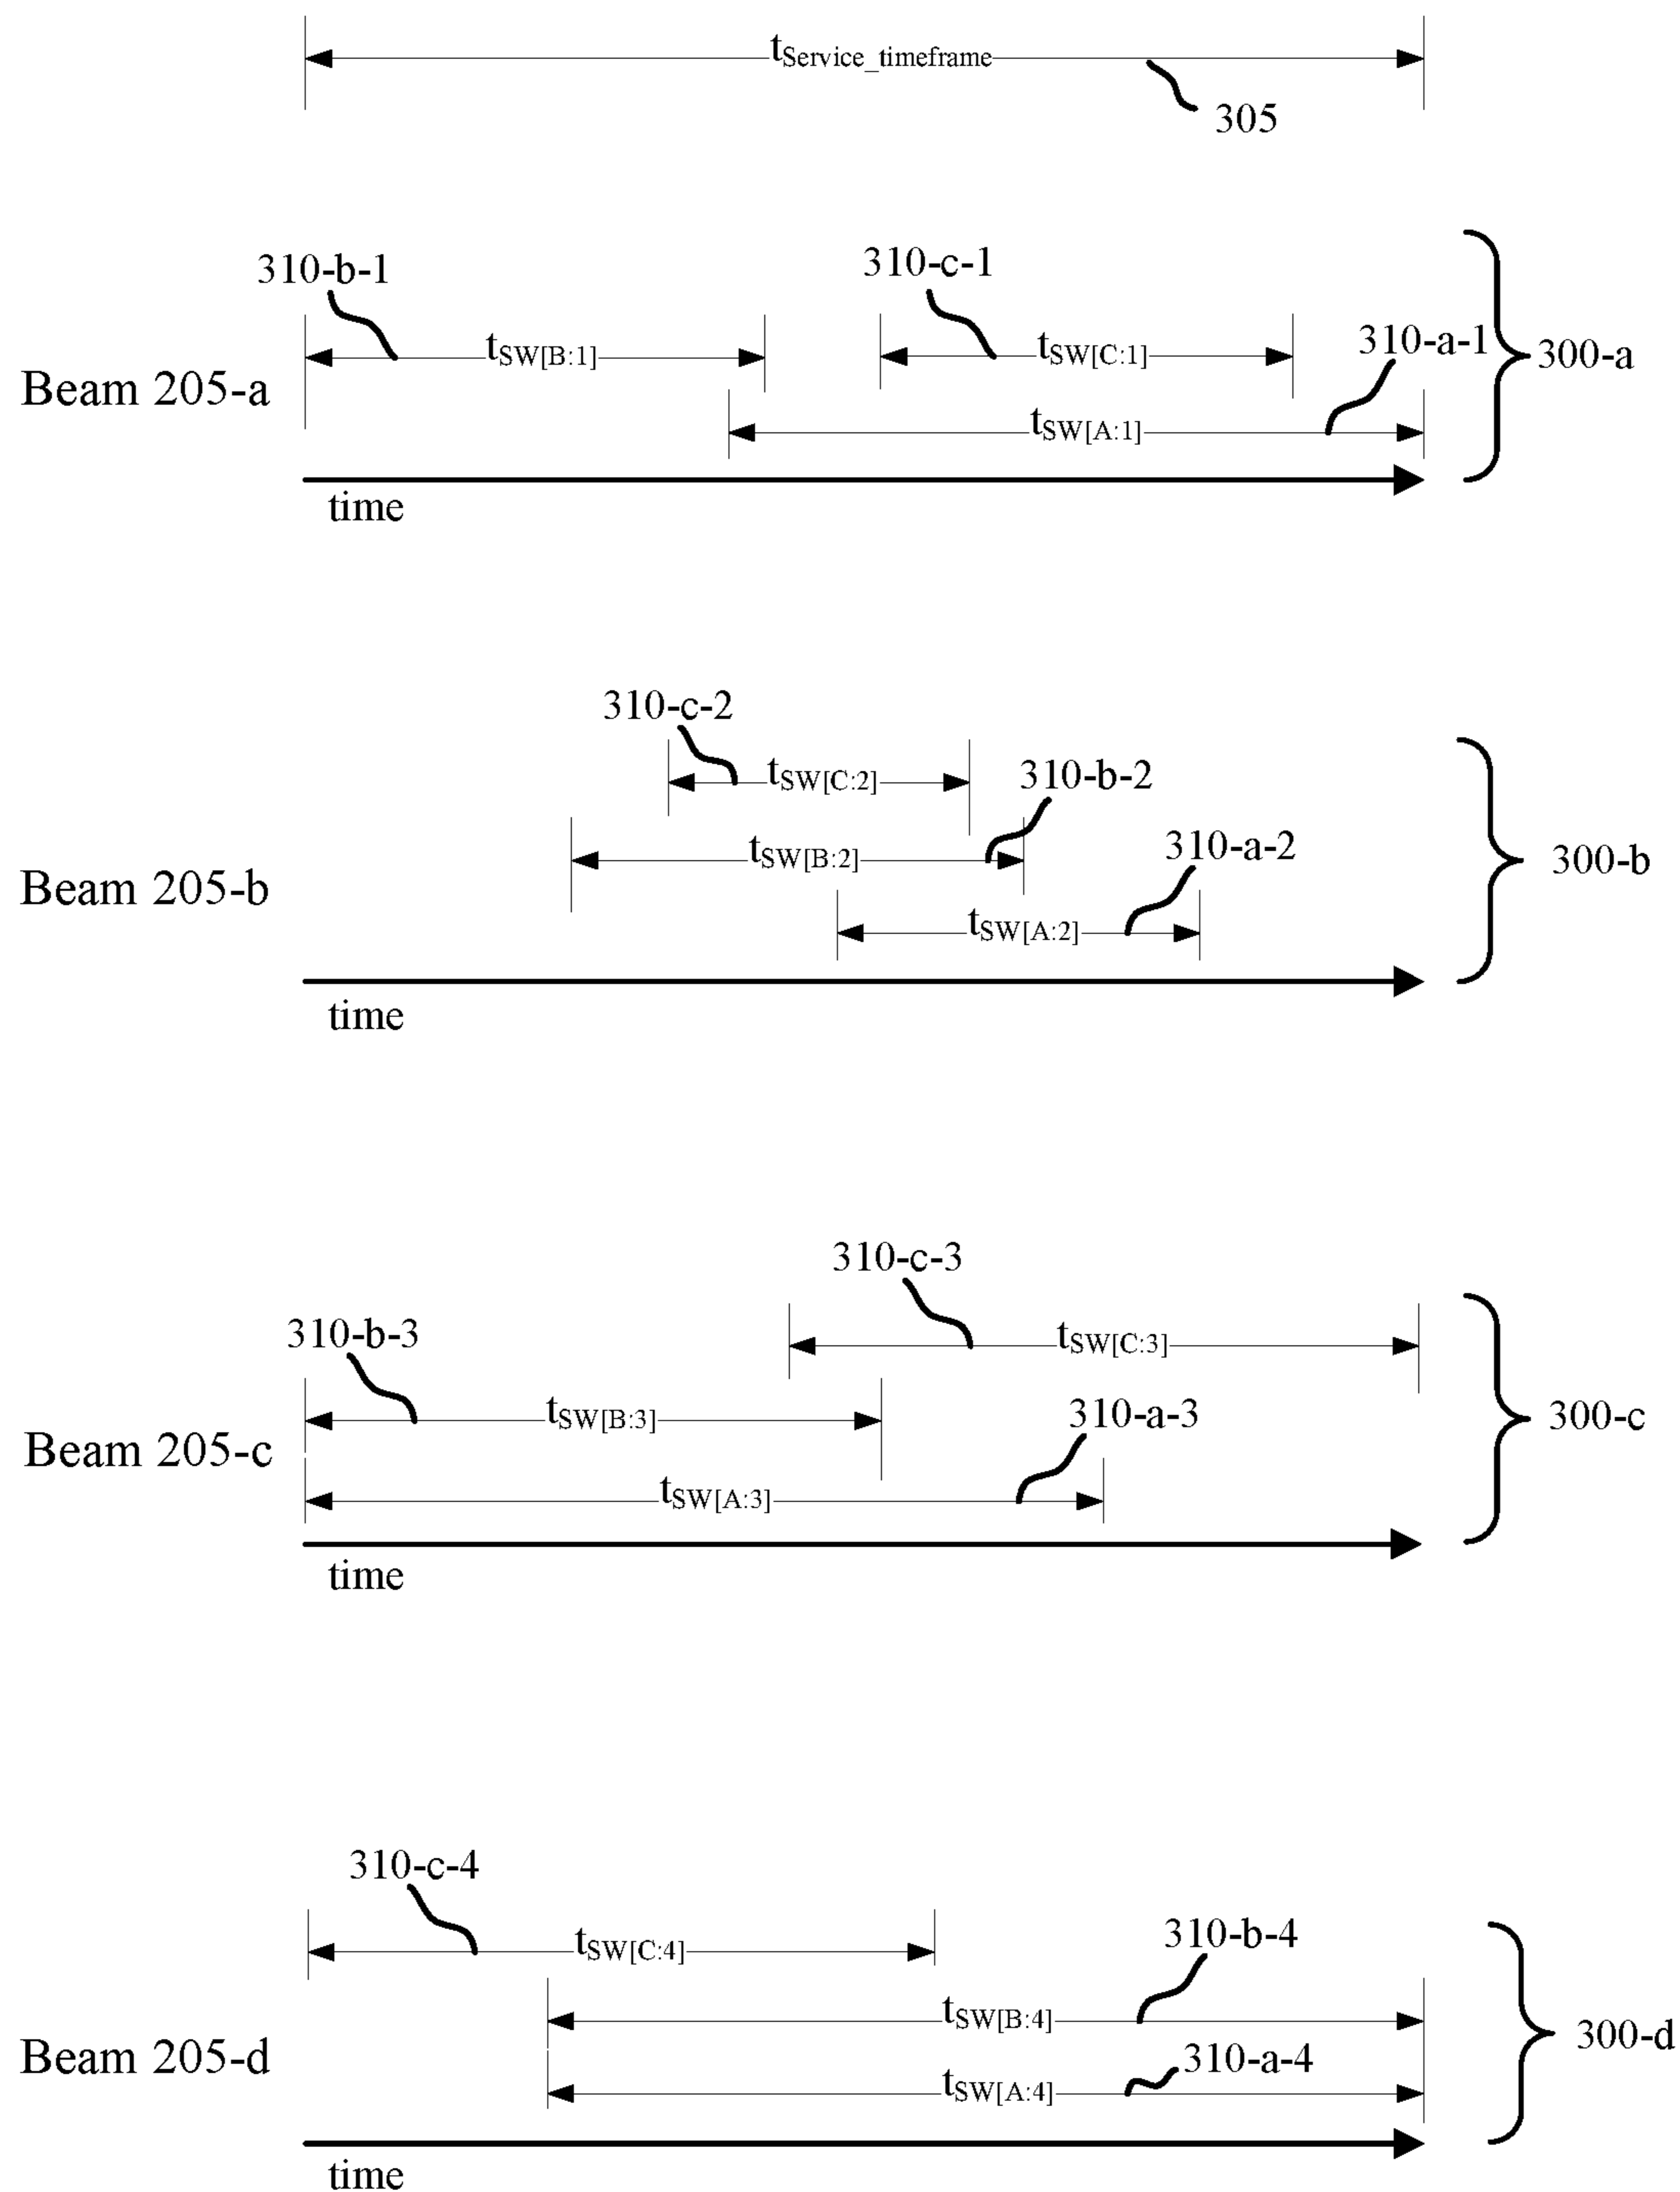 tService_timeframe
305
310-b-1
310-c-1
tSW[B:1]
tSW[C:1]
310-a-1
300-a
Beam 205-a
tSW[A:1]
time
310-c-2
tSW[C:2]
310-b-2
tSW[B:2]
310-a-2
300-b
Beam 205-b
tSW[A:2]
time
310-c-3
310-b-3
tSW[C:3]
tSW[B:3]
310-a-3
300-c
Beam 205-c
tSW[A:3]
time
310-c-4
tSW[C:4]
310-b-4
tSW[B:4]
300-d
Beam 205-d
310-a-4
tSW[A:4]
time